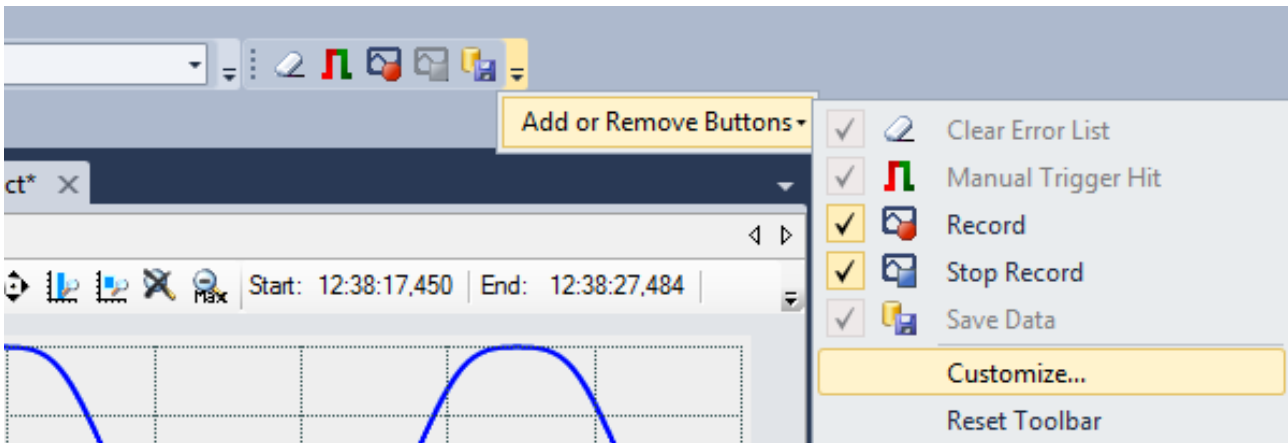 Add or Remove Buttons
Clear Error List
Manual Trigger Hit
Record
Stop Record
Save Data
Customize...
Reset Toolbar
ct*
Max
Start: 12:38:17,450 End: 12:38:27,484